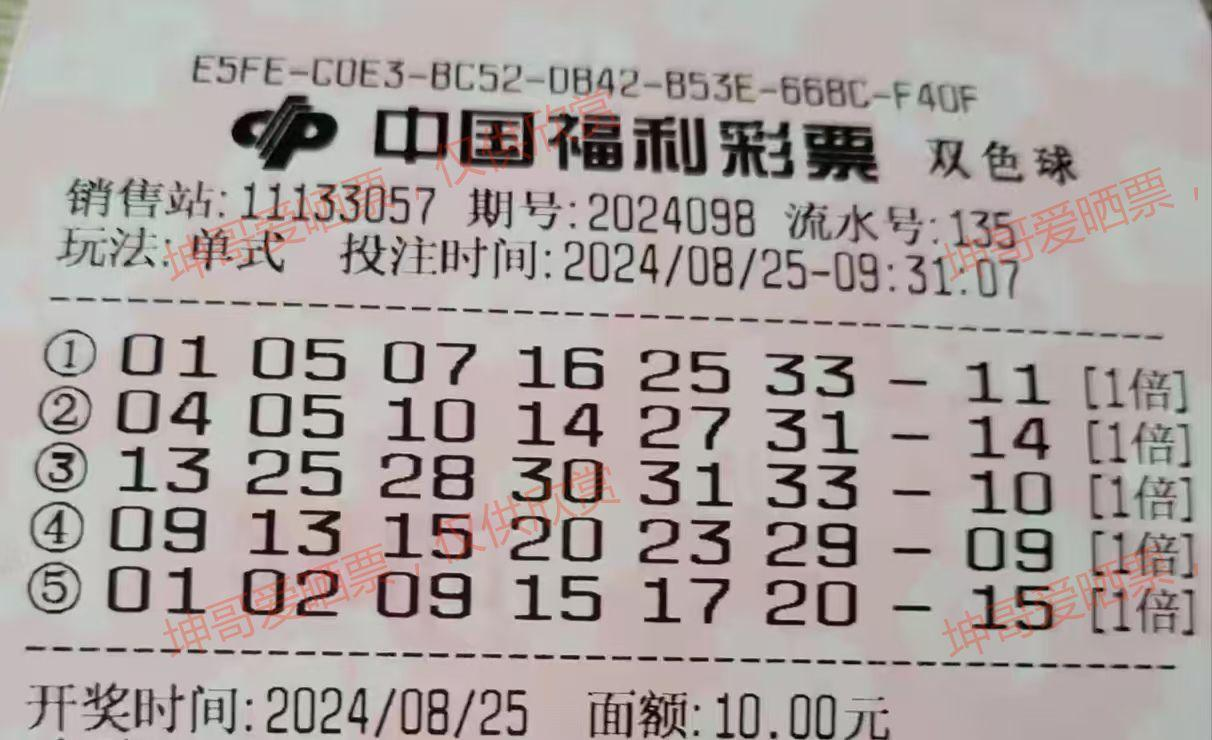 E5FE-C0E3-BC52-0B42-B53E-66BC-F40F
中国福利彩票 双色球
销售站:11133057 期号:2024098 流水号:135
玩法:单式 投注时间:2024/08/25-09:31:07
① 01 05 07 16 25 33 - 11 [1倍]
② 04 05 10 14 27 31 - 14 [1倍]
③ 13 25 28 30 31 33 - 10 [1倍]
④ 09 13 15 20 23 29 - 09 [1倍]
⑤ 01 02 09 15 17 20 - 15 [1倍]
开奖时间:2024/08/25 面额:10.00元
坤哥爱晒票，仅供欣赏
坤哥爱晒票，
坤哥爱晒票，仅供欣赏
坤哥爱晒票，